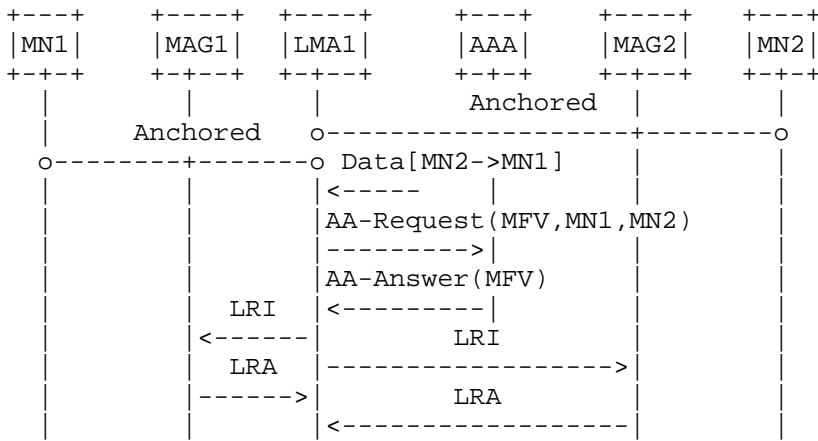 MN1 MAG1 LMA1 AAA MAG2 MN2
Anchored
Anchored
Data[MN2->MN1]
AA-Request(MFV,MN1,MN2)
AA-Answer(MFV)
LRI
LRI
LRA
LRA